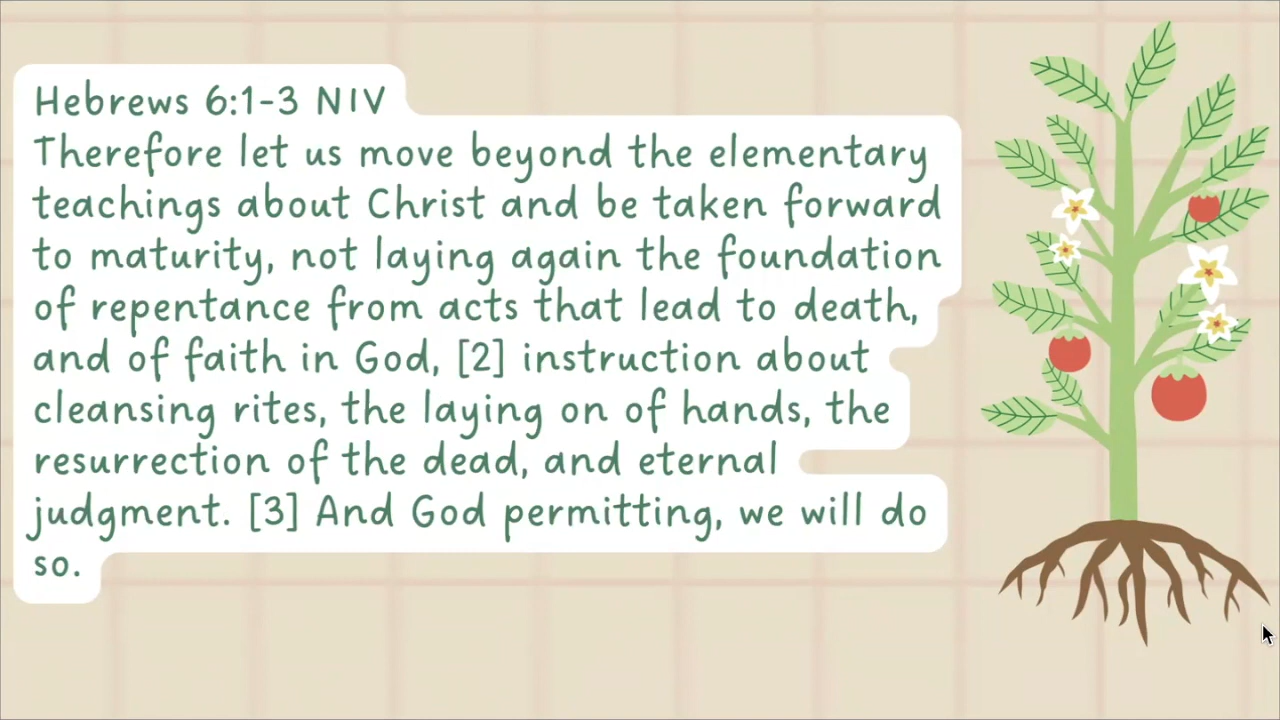 Hebrews 6:1-3 NIV
Therefore let us move beyond the elementary
teachings about Christ and be taken forward
to maturity, not laying again the foundation
of repentance from acts that lead to death,
and of faith in God, [2] instruction about
cleansing rites, the laying on of hands, the
resurrection of the dead, and eternal
judgment. [3] And God permitting, we will do
so.